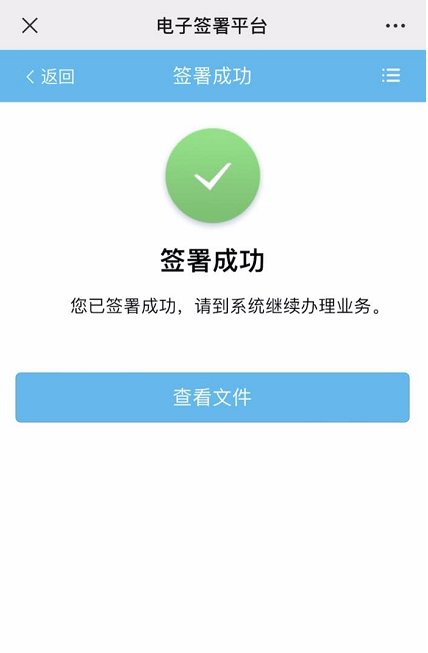 电子签署平台
返回
签署成功
签署成功
您已签署成功，请到系统继续办理业务。
查看文件